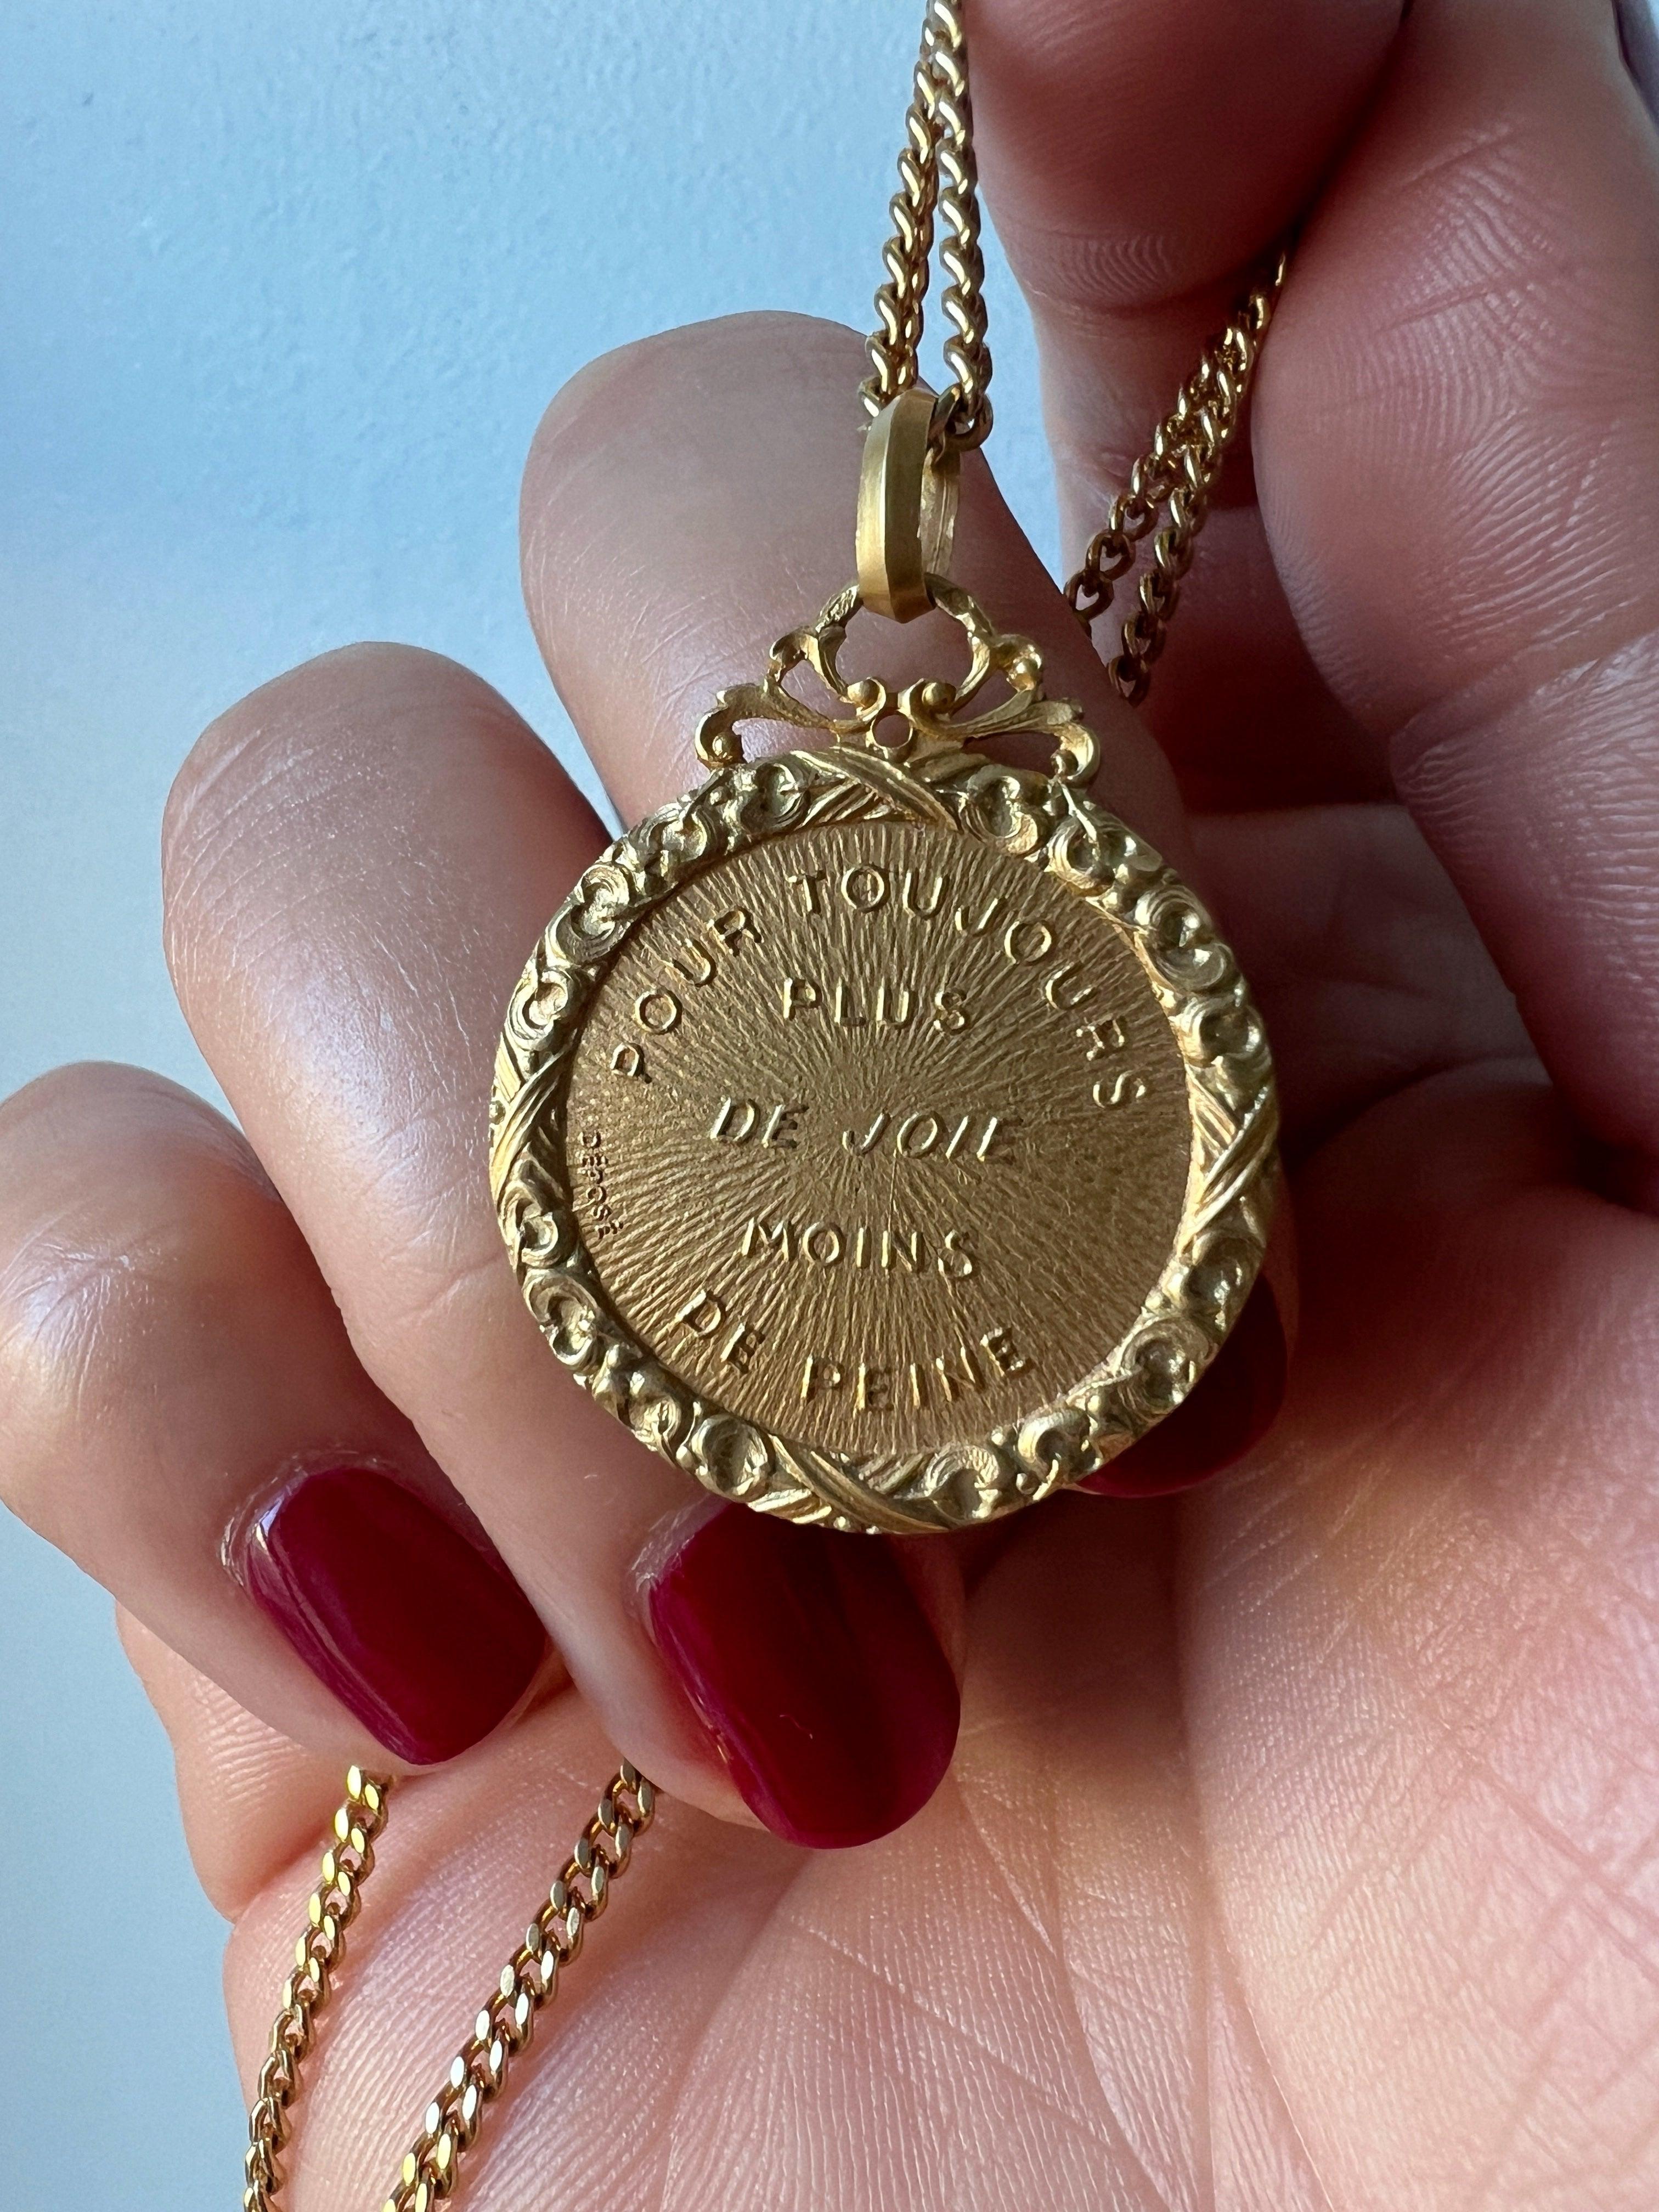 POUR TOUJOURS
PLUS
DE JOIE
MOINS
DE PEINE
DÉPOSÉ